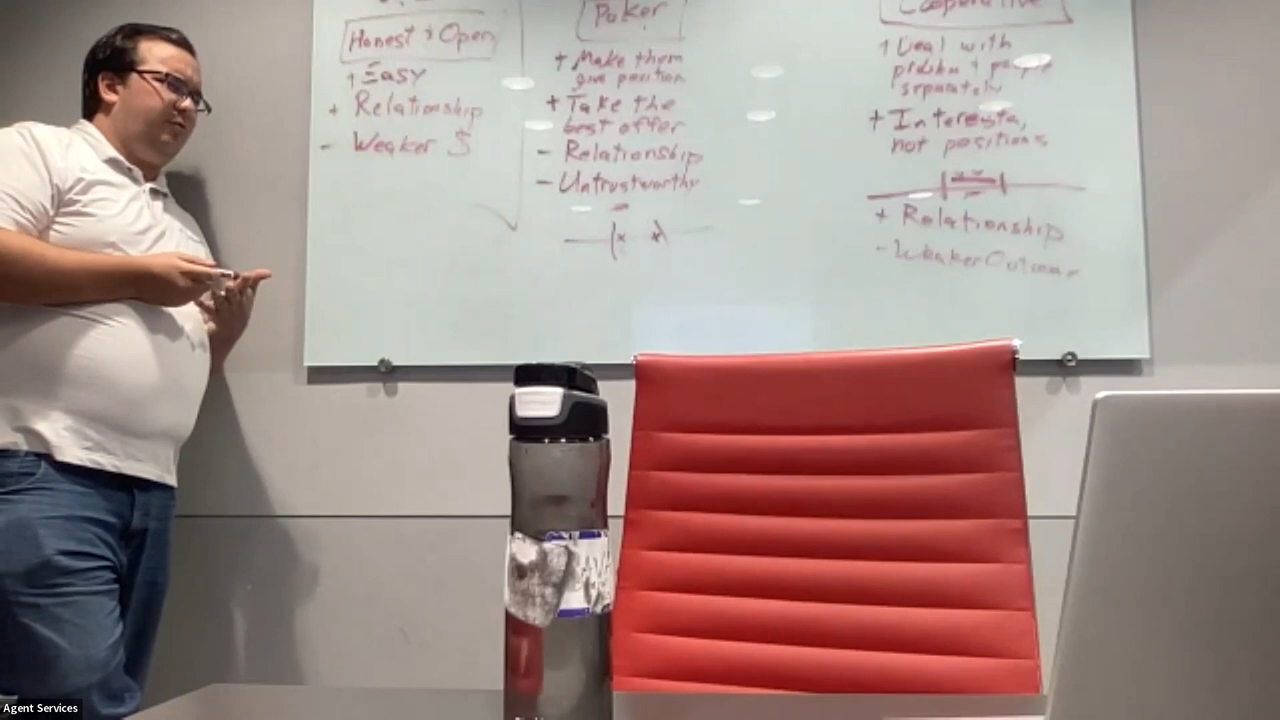 Honest & Open
+ Easy
+ Relationship
- Weaker $
Poker
+ Make them
give position
+ Take the
best offer
- Relationship
- Untrustworthy
Cooperative
+ Deal with
problem + people
separately
+ Interests,
not positions
+ Relationship
- Weaker Outcome
Agent Services